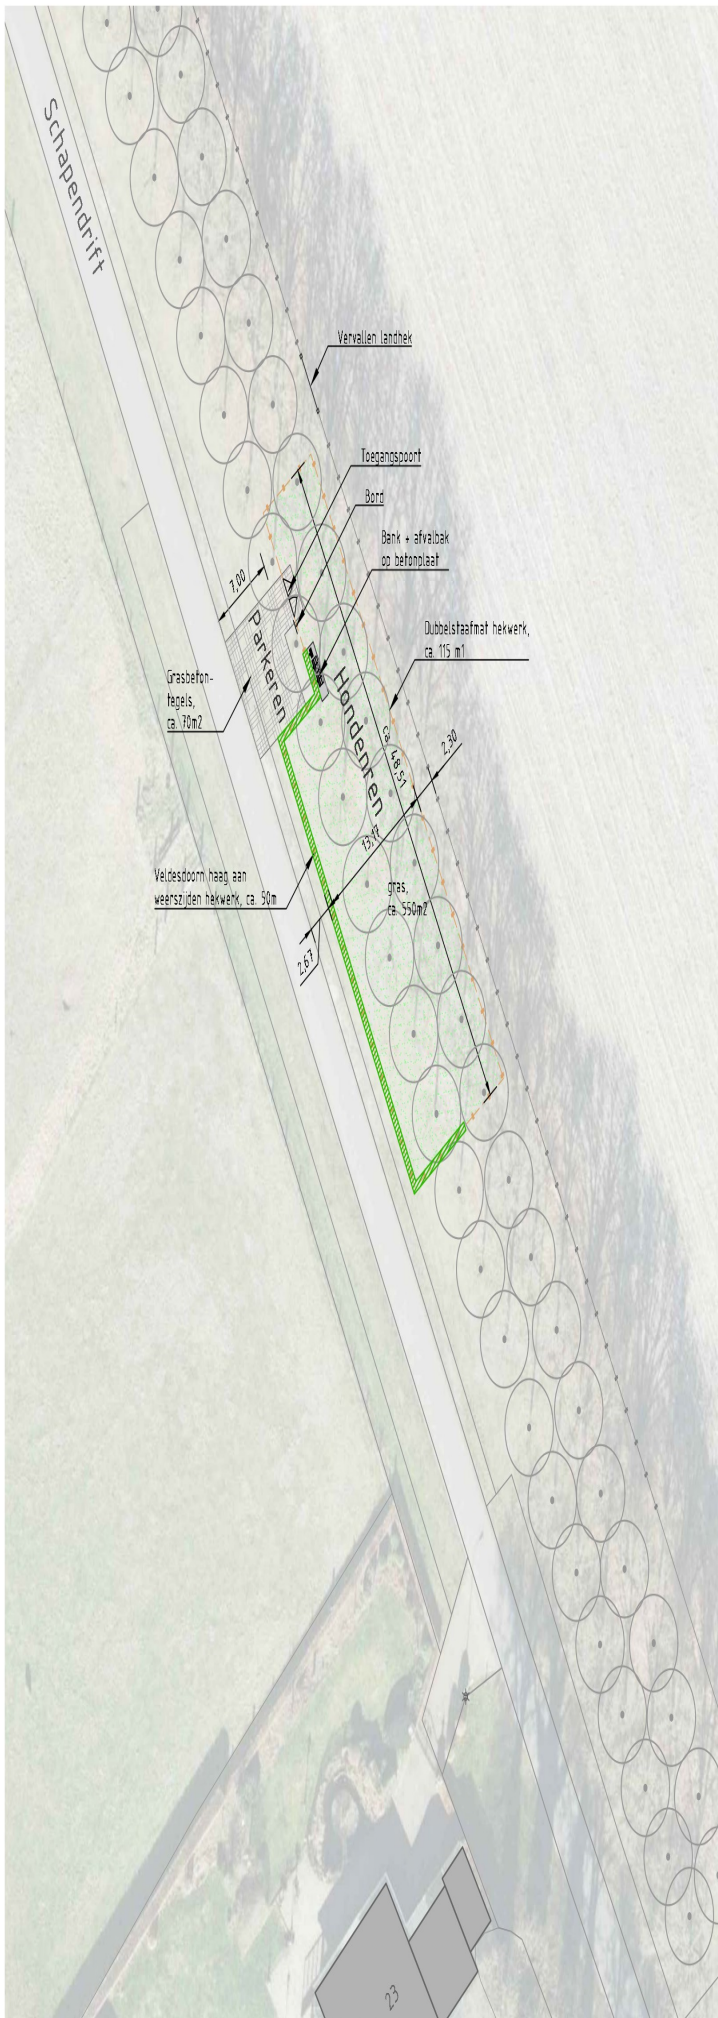 Schapendrift
Vervallen landhek
Toegangspoort
Bord
Bank + afvalbak
op betonplaat
Dubbelstaafmat hekwerk,
ca. 115 m1
7,00
Parkeren
Grasbeton-
tegels,
ca. 70m2
Hondenren
ca. 48,51
2,30
13,17
gras,
ca. 550m2
Veldesdoorn haag aan
weerszijden hekwerk, ca. 50m
2,67
23